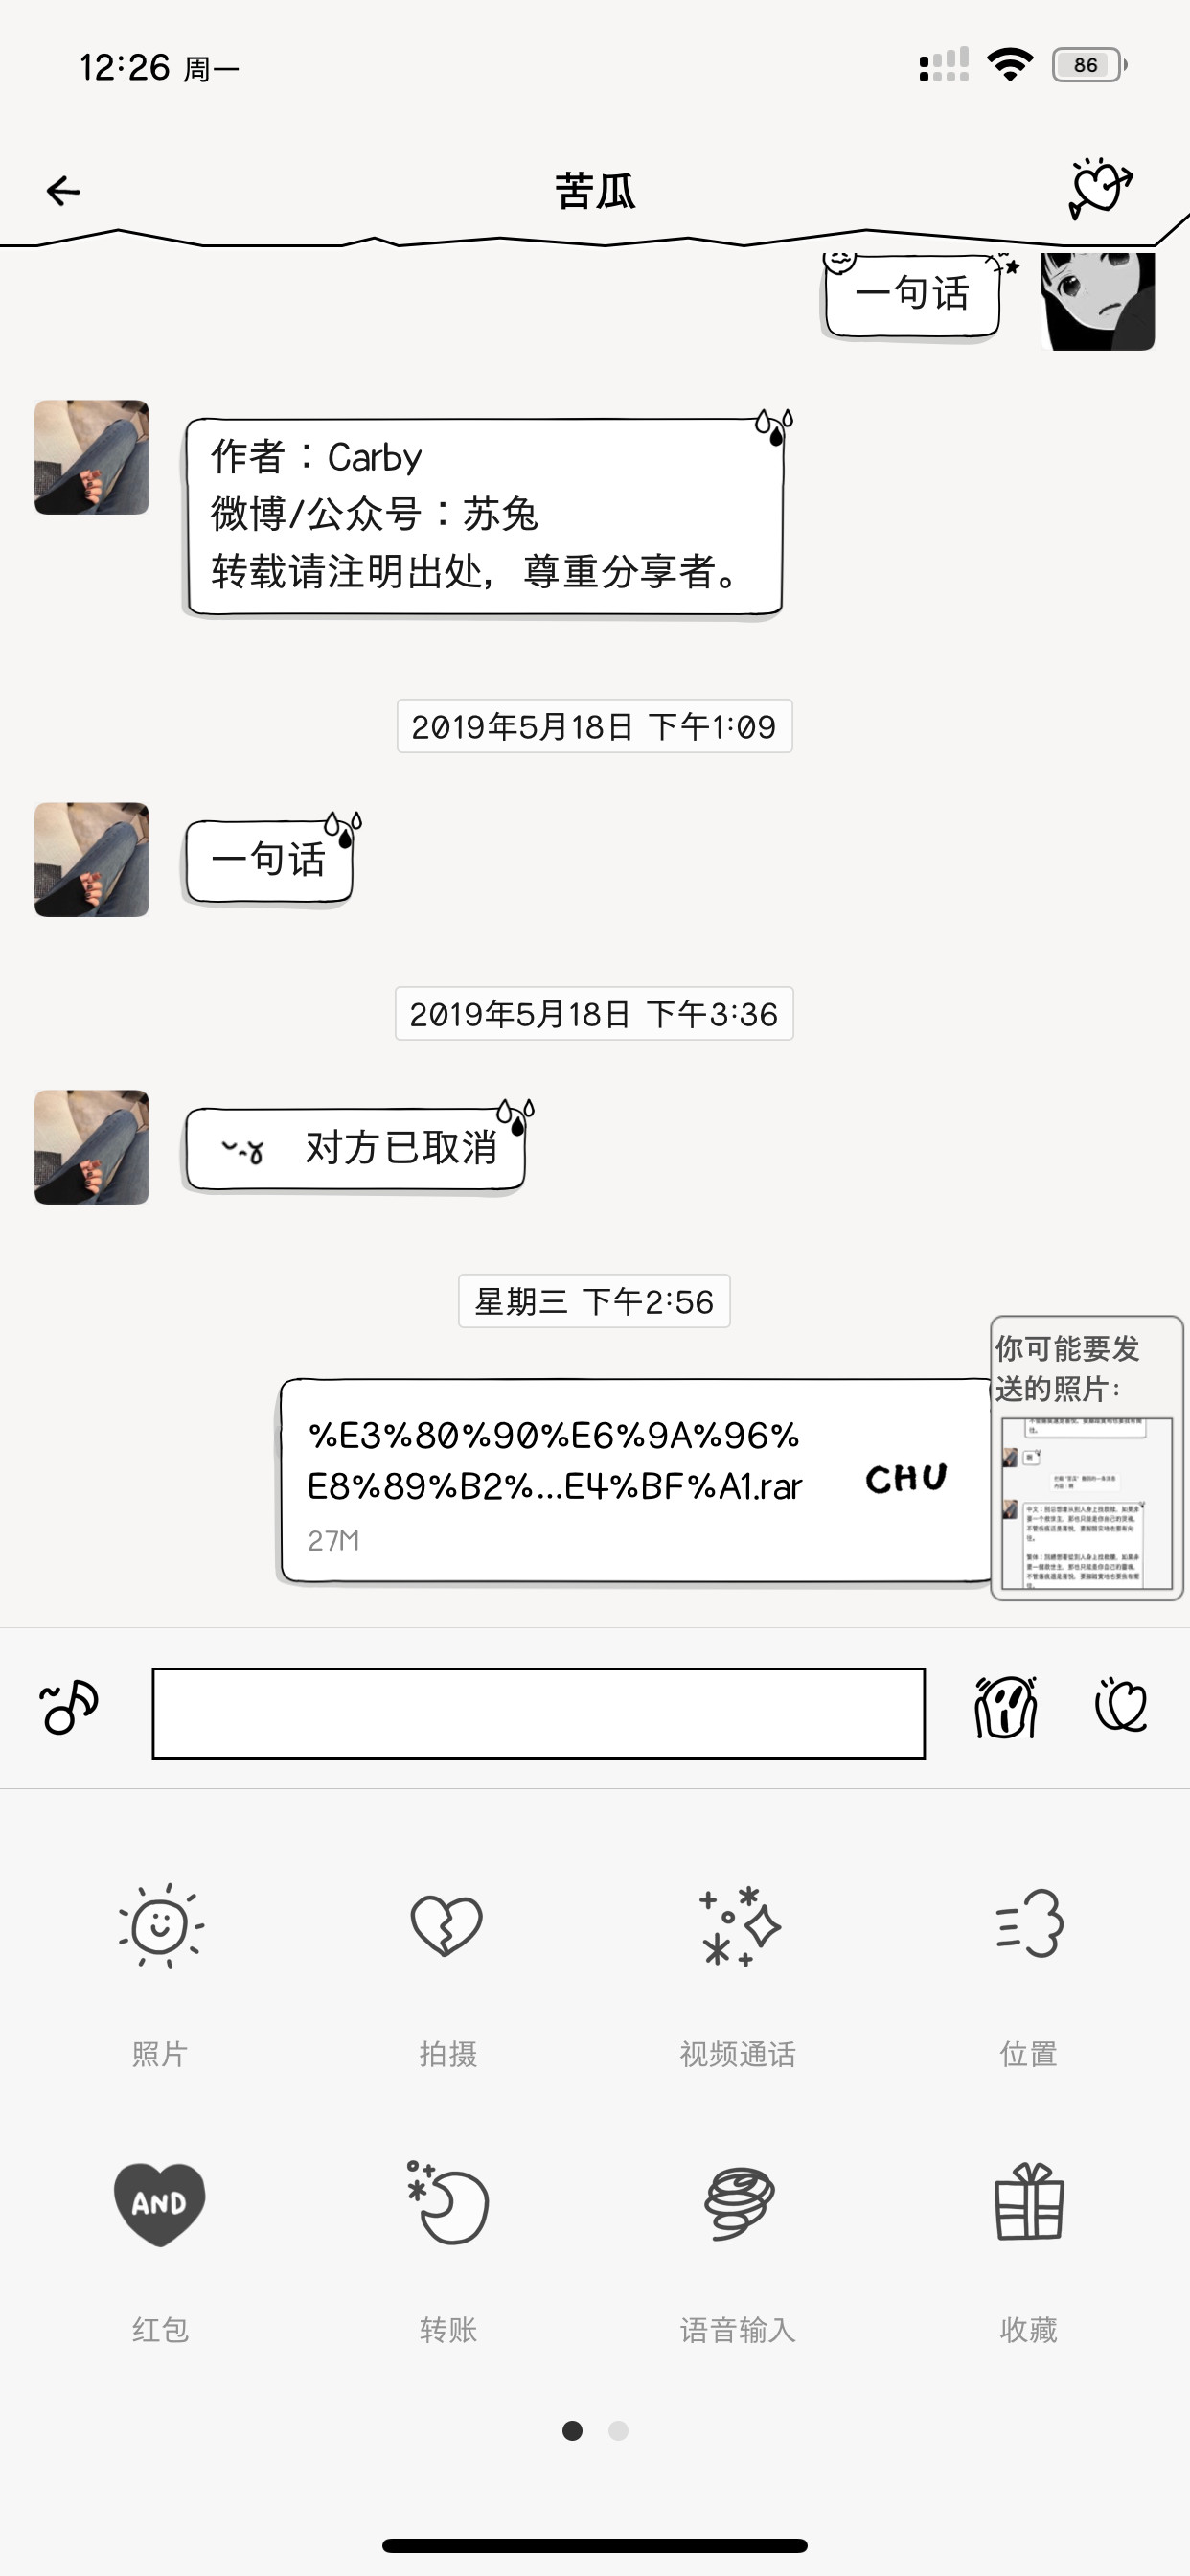 12:26 周一
86
苦瓜
一句话
作者：Carby
微博/公众号：苏兔
转载请注明出处，尊重分享者。
2019年5月18日 下午1:09
一句话
2019年5月18日 下午3:36
对方已取消
星期三 下午2:56
%E3%80%90%E6%9A%96%
E8%89%B2%...E4%BF%A1.rar
27M
CHU
你可能要发
送的照片:
照片
拍摄
视频通话
位置
AND
红包
转账
语音输入
收藏